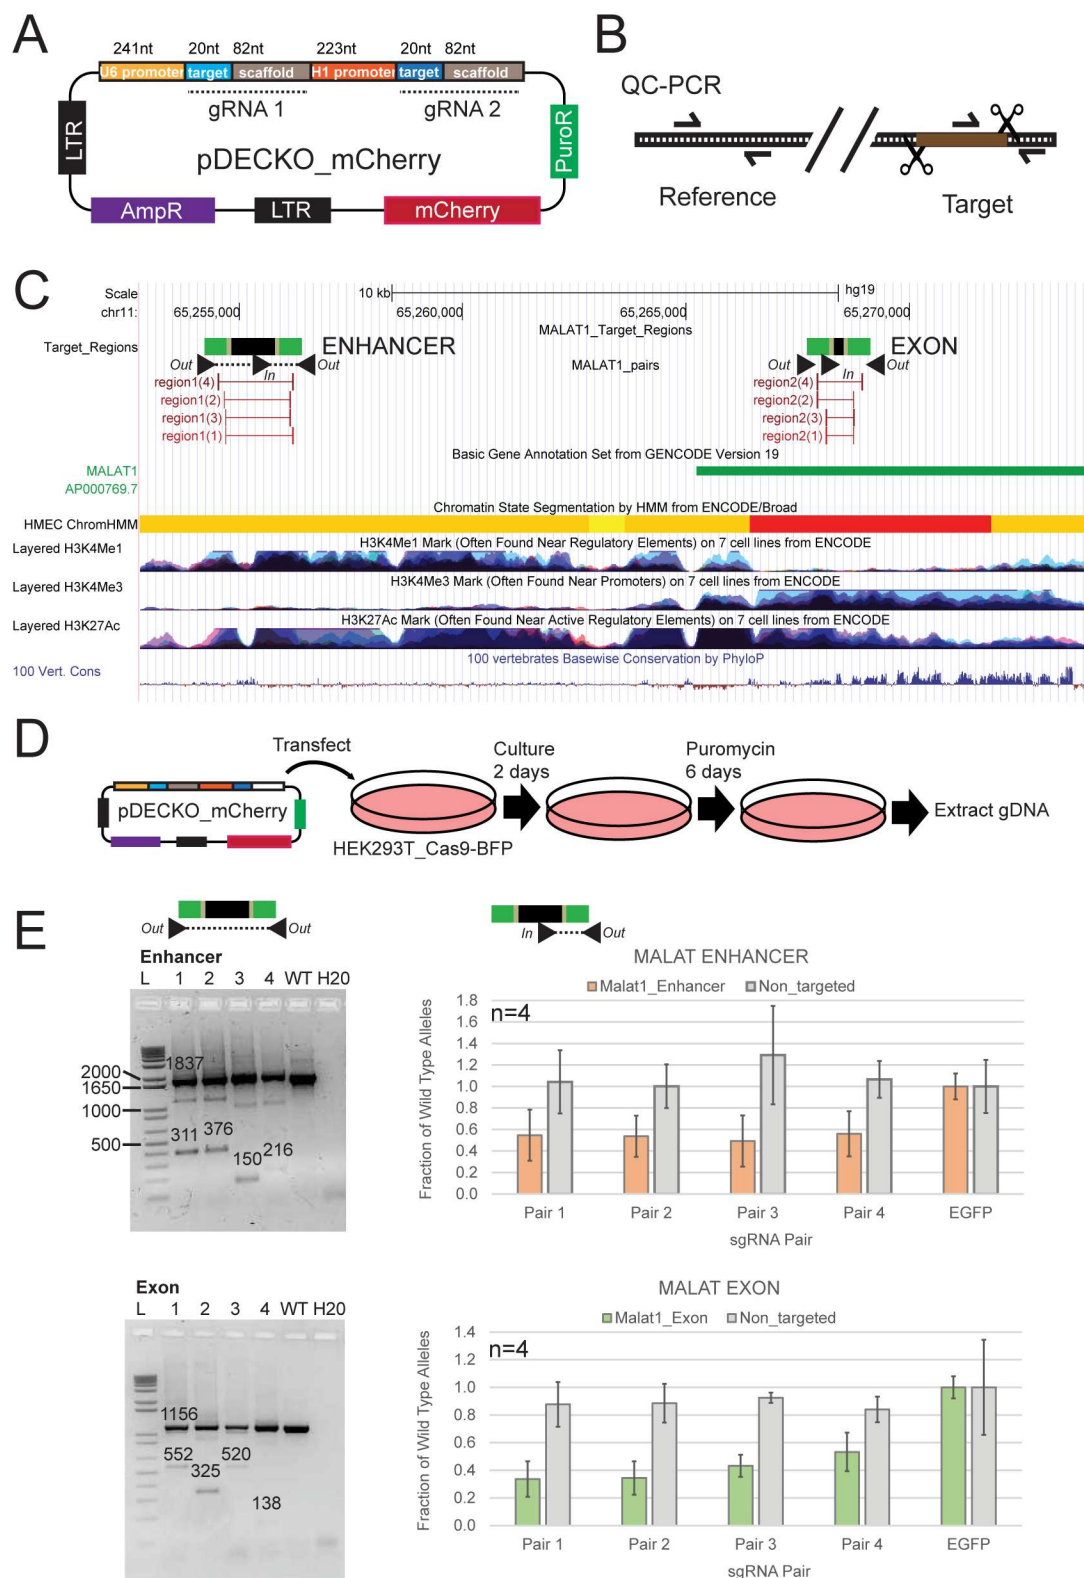 A
241nt 20nt 82nt 223nt 20nt 82nt
U6 promoter target scaffold H1 promoter target scaffold
gRNA 1 gRNA 2
LTR
pDECKO_mCherry
PuroR
AmpR LTR mCherry
B
QC-PCR
Reference Target
C
Scale 10 kb hg19
chr11: 65,255,000 65,260,000 65,265,000 65,270,000
MALAT1_Target_Regions
Target_Regions ENHANCER EXON
Out Out MALAT1_pairs Out Out
In In
region1(4) region2(4)
region1(2) region2(2)
region1(3) region2(3)
region1(1) region2(1)
Basic Gene Annotation Set from GENCODE Version 19
MALAT1
AP000769.7
Chromatin State Segmentation by HMM from ENCODE/Broad
HMEC ChromHMM
H3K4Me1 Mark (Often Found Near Regulatory Elements) on 7 cell lines from ENCODE
Layered H3K4Me1
H3K4Me3 Mark (Often Found Near Promoters) on 7 cell lines from ENCODE
Layered H3K4Me3
H3K27Ac Mark (Often Found Near Active Regulatory Elements) on 7 cell lines from ENCODE
Layered H3K27Ac
100 vertebrates Basewise Conservation by PhyloP
100 Vert. Cons
D
Transfect
Culture
2 days
Puromycin
6 days
pDECKO_mCherry
HEK293T_Cas9-BFP
Extract gDNA
E
Out Out
In Out
Enhancer
L 1 2 3 4 WT H20
2000
1650
1000
500
1837
311 376 150 216
MALAT ENHANCER
Malat1_Enhancer Non_targeted
n=4
Fraction of Wild Type Alleles
1.8
1.6
1.4
1.2
1.0
0.8
0.6
0.4
0.2
0.0
Pair 1 Pair 2 Pair 3 Pair 4 EGFP
sgRNA Pair
Exon
L 1 2 3 4 WT H20
1156
552 325 520 138
MALAT EXON
Malat1_Exon Non_targeted
n=4
Fraction of Wild Type Alleles
1.4
1.2
1.0
0.8
0.6
0.4
0.2
0.0
Pair 1 Pair 2 Pair 3 Pair 4 EGFP
sgRNA Pair